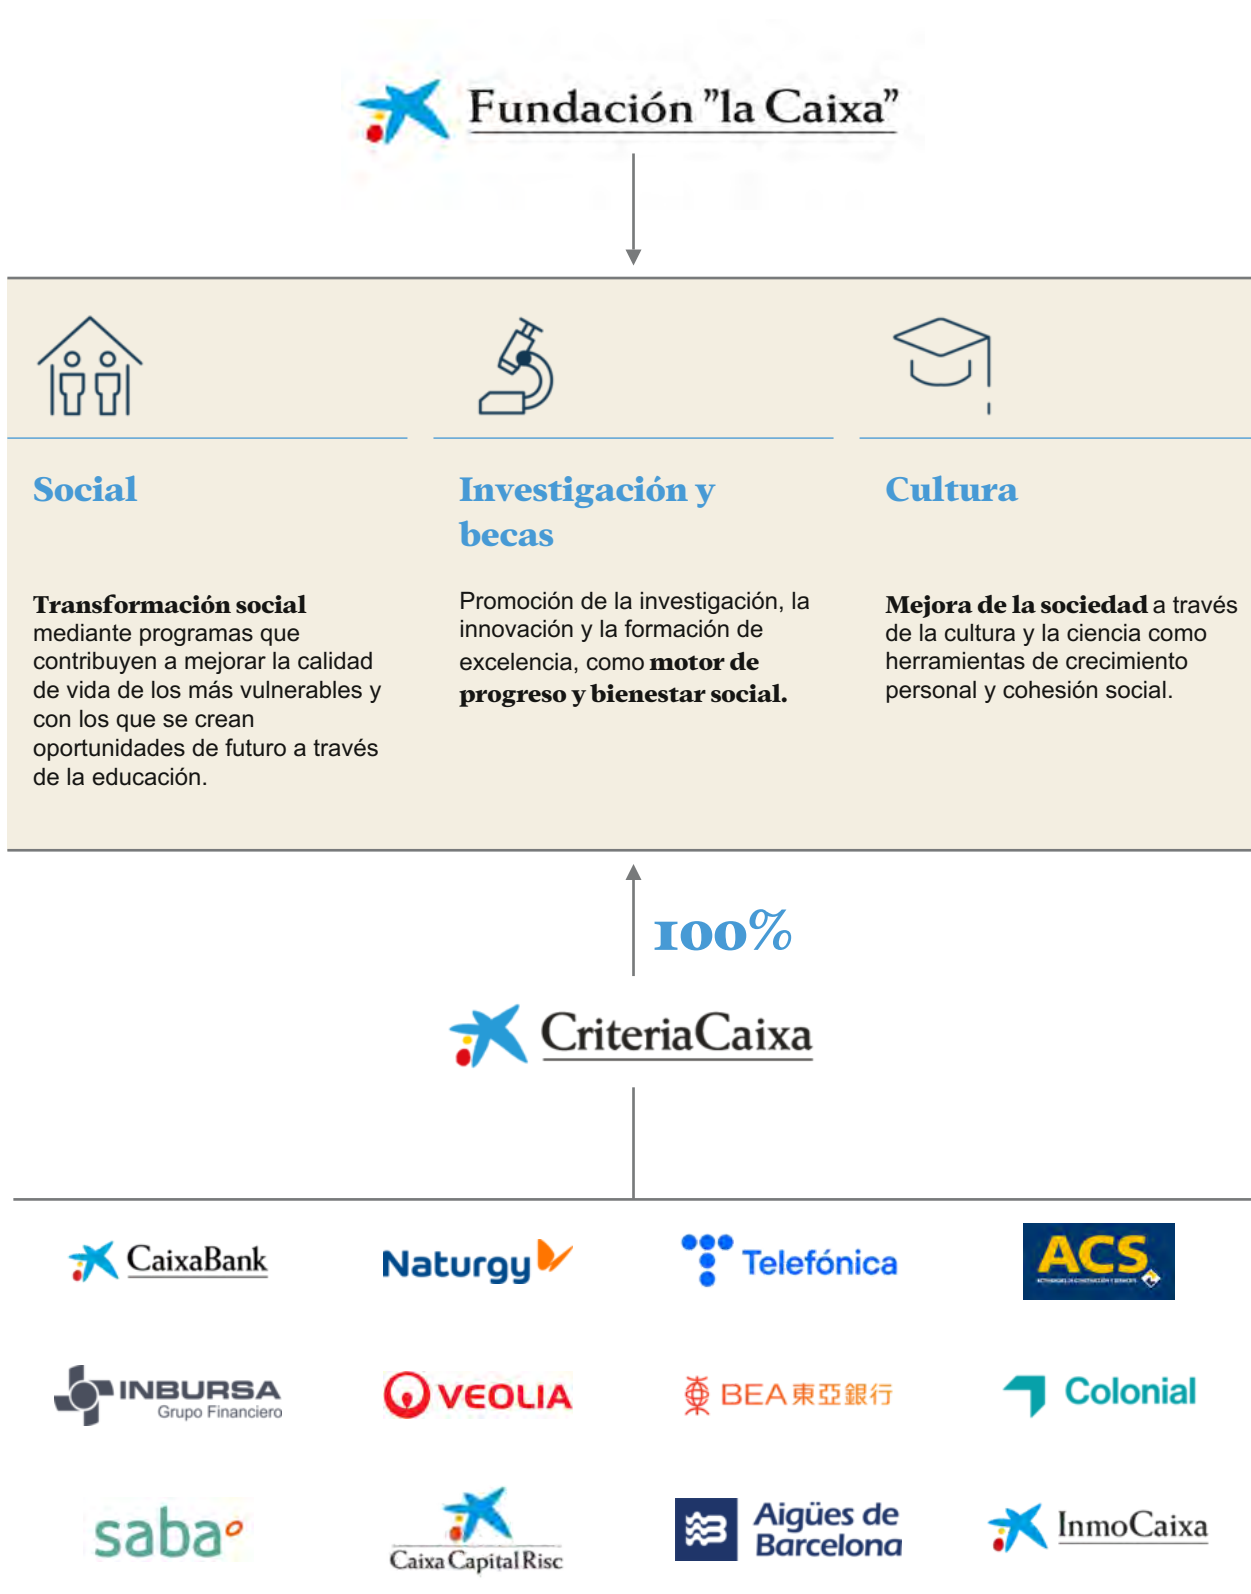 Fundación "la Caixa"
Social
Transformación social
mediante programas que
contribuyen a mejorar la calidad
de vida de los más vulnerables y
con los que se crean
oportunidades de futuro a través
de la educación.
Investigación y
becas
Promoción de la investigación, la
innovación y la formación de
excelencia, como motor de
progreso y bienestar social.
Cultura
Mejora de la sociedad a través
de la cultura y la ciencia como
herramientas de crecimiento
personal y cohesión social.
100%
CriteriaCaixa
CaixaBank
Naturgy
Telefónica
ACS
ACTIVIDADES DE CONSTRUCCIÓN Y SERVICIOS
INBURSA
Grupo Financiero
VEOLIA
BEA東亞銀行
Colonial
saba
Caixa Capital Risc
Aigües de
Barcelona
InmoCaixa